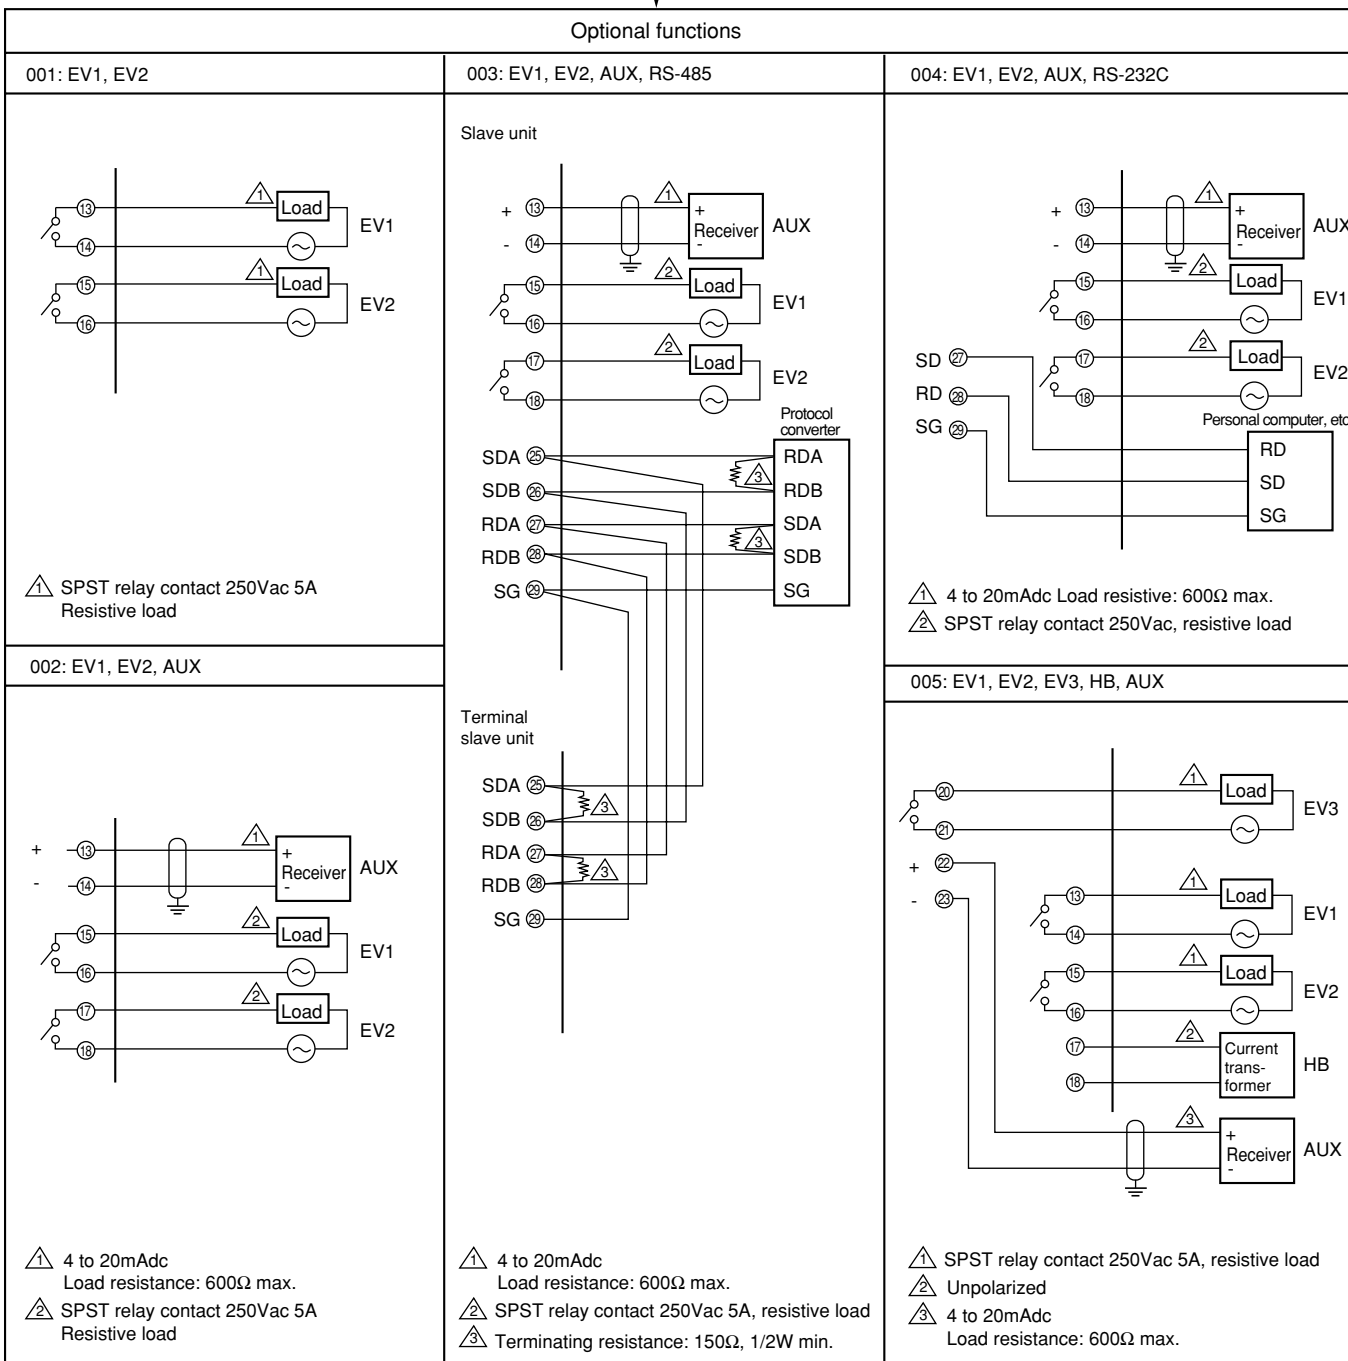 Optional functions
001: EV1, EV2
13
1
Load
EV1
14
15
1
Load
EV2
16
1 SPST relay contact 250Vac 5A
Resistive load
002: EV1, EV2, AUX
+ 13
1
+
Receiver
-
AUX
- 14
15
2
Load
EV1
16
17
2
Load
EV2
18
1 4 to 20mAdc
Load resistance: 600Ω max.
2 SPST relay contact 250Vac 5A
Resistive load
003: EV1, EV2, AUX, RS-485
Slave unit
+ 13
1
+
Receiver
-
AUX
- 14
15
2
Load
EV1
16
17
2
Load
EV2
18
Protocol
converter
SDA 25
RDA
3
SDB 26
RDB
RDA 27
SDA
3
RDB 28
SDB
SG 29
SG
Terminal
slave unit
SDA 25
3
SDB 26
RDA 27
3
RDB 28
SG 29
1 4 to 20mAdc
Load resistance: 600Ω max.
2 SPST relay contact 250Vac 5A, resistive load
3 Terminating resistance: 150Ω, 1/2W min.
004: EV1, EV2, AUX, RS-232C
+ 13
1
+
Receiver
-
AUX
- 14
15
2
Load
EV1
16
17
2
Load
EV2
18
SD 27
RD 28
SG 29
Personal computer, etc
RD
SD
SG
1 4 to 20mAdc Load resistive: 600Ω max.
2 SPST relay contact 250Vac, resistive load
005: EV1, EV2, EV3, HB, AUX
20
1
Load
EV3
21
+ 22
- 23
13
1
Load
EV1
14
15
1
Load
EV2
16
17
2
Current
trans-
former
HB
18
3
+
Receiver
-
AUX
1 SPST relay contact 250Vac 5A, resistive load
2 Unpolarized
3 4 to 20mAdc
Load resistance: 600Ω max.